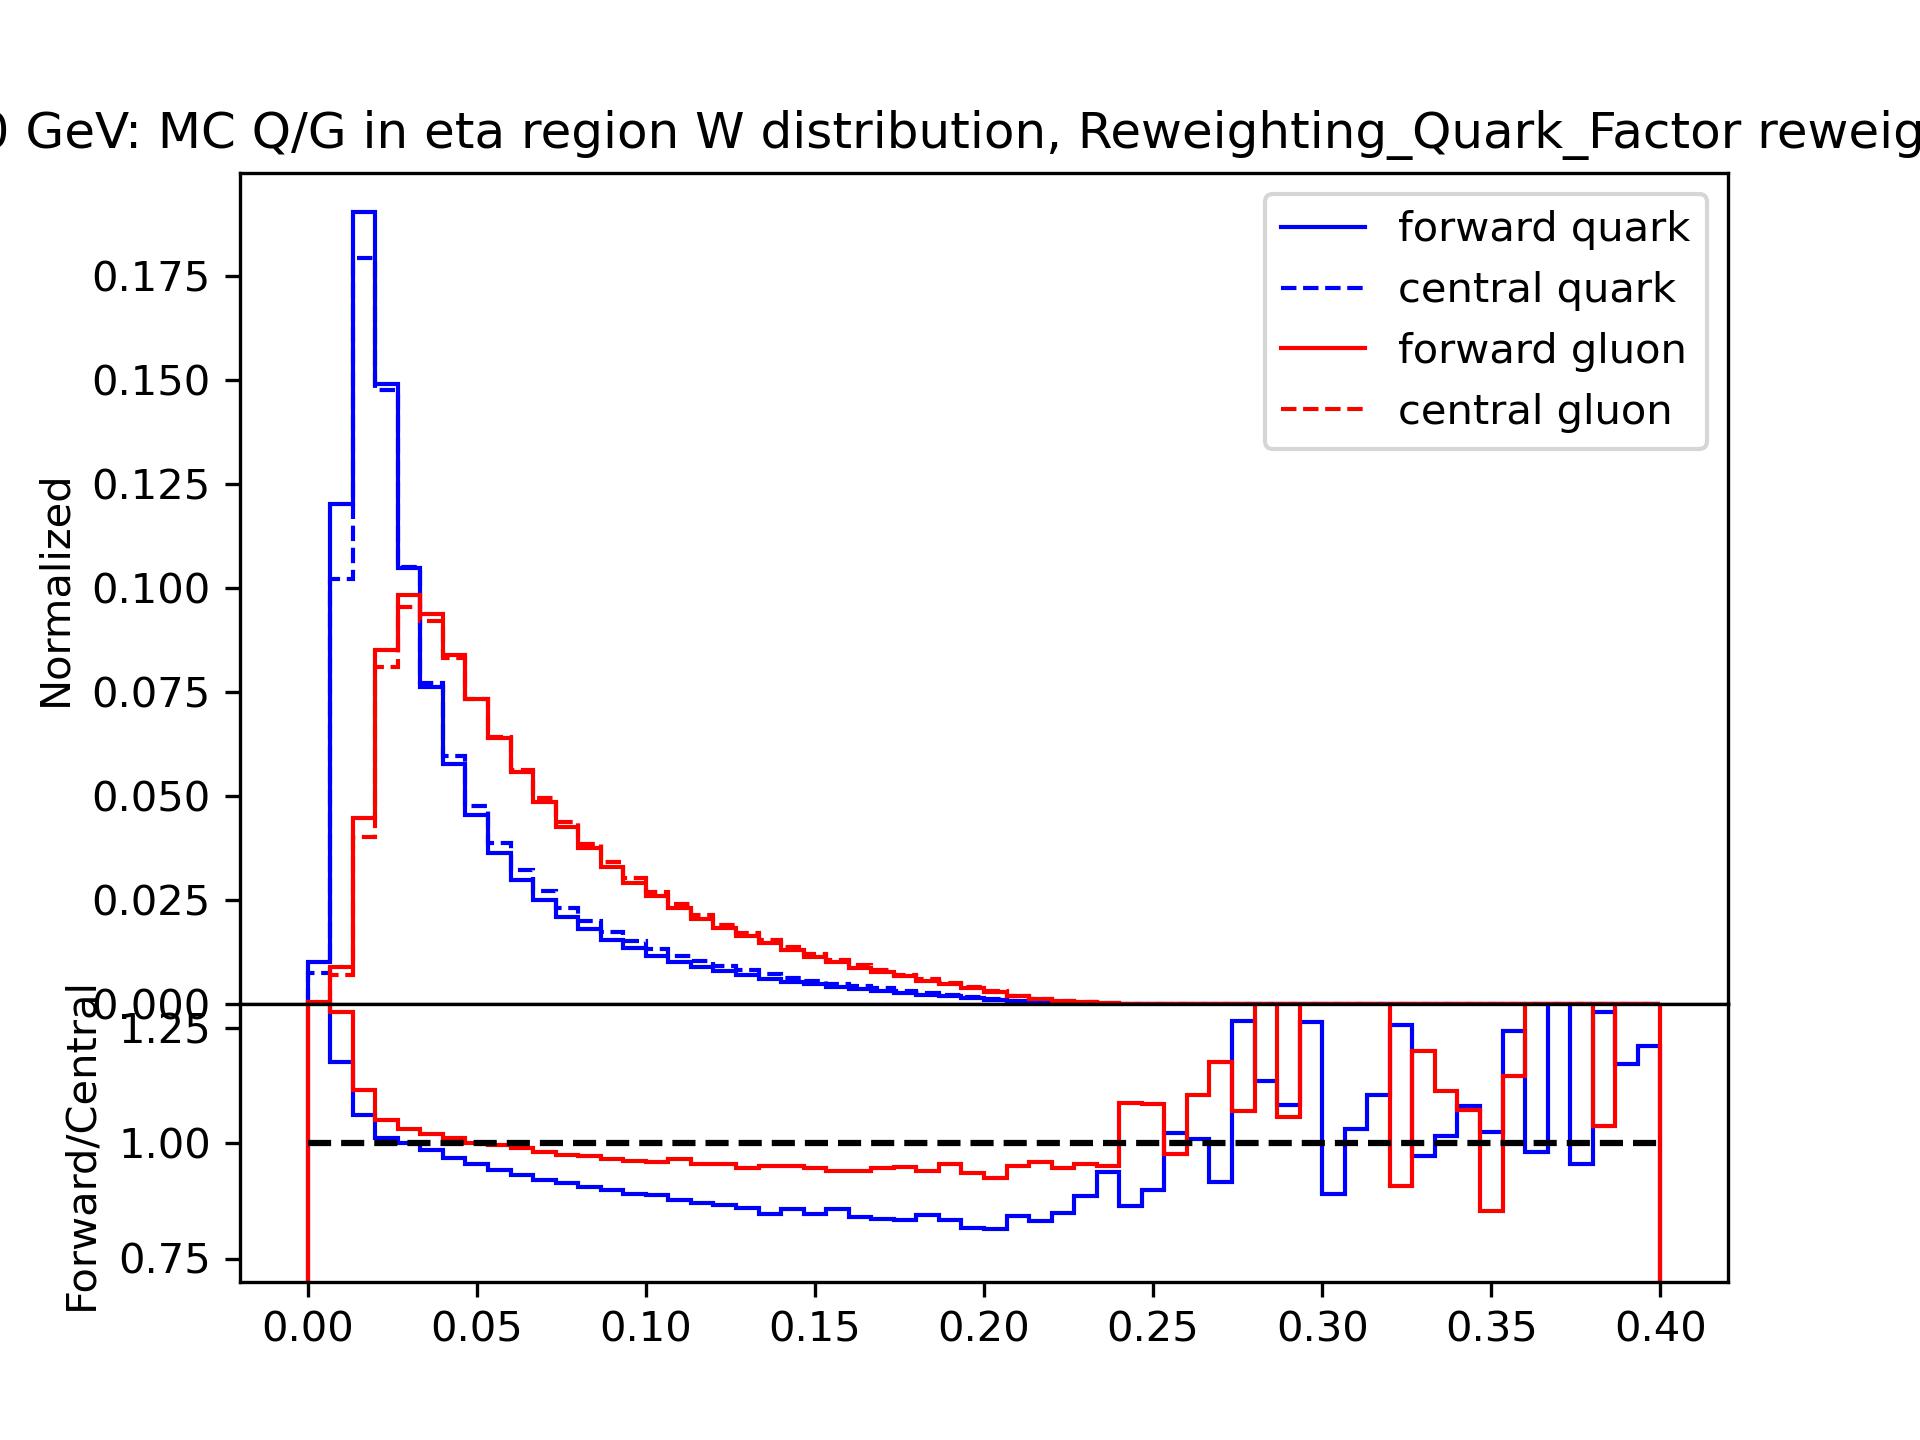 0 GeV: MC Q/G in eta region W distribution, Reweighting_Quark_Factor reweig
forward quark
central quark
forward gluon
central gluon
Normalized
0.175
0.150
0.125
0.100
0.075
0.050
0.025
0.000
Forward/Central
1.25
1.00
0.75
0.00 0.05 0.10 0.15 0.20 0.25 0.30 0.35 0.40